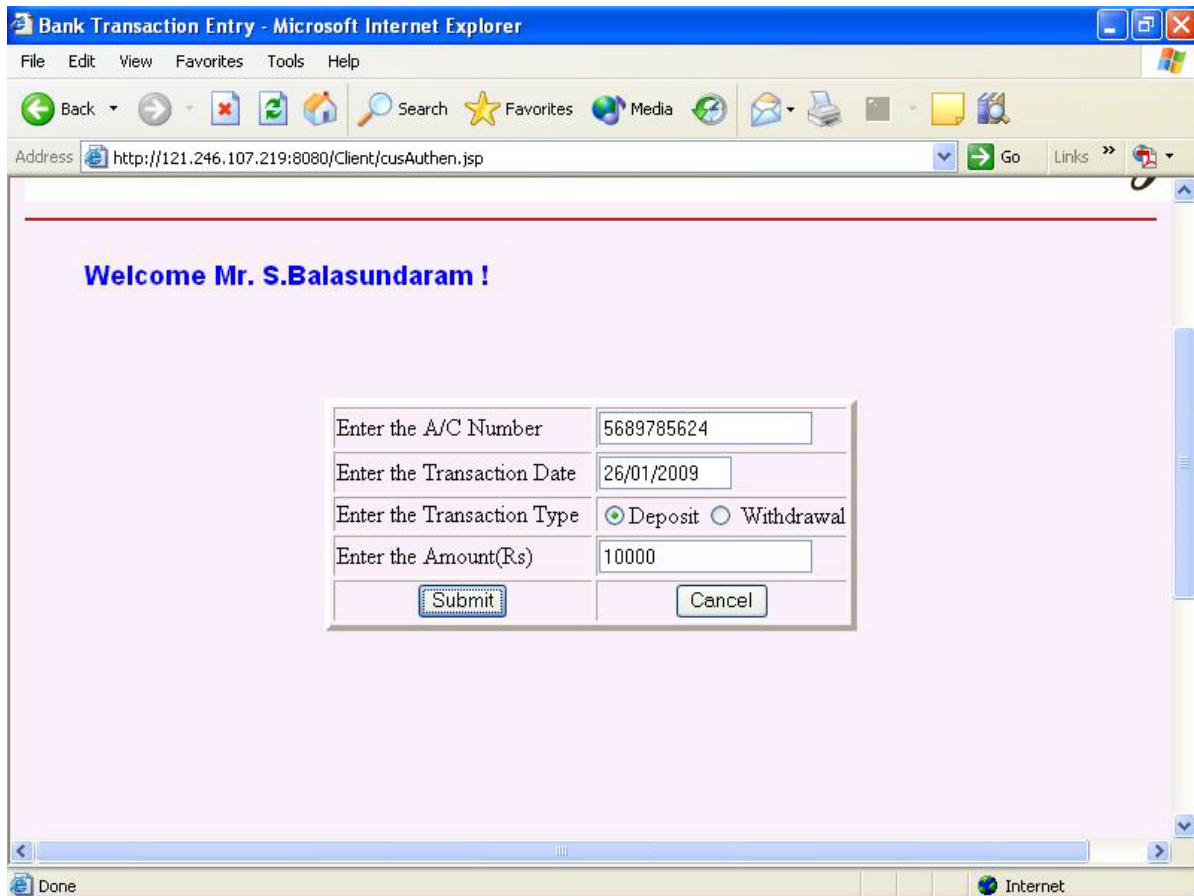 Bank Transaction Entry - Microsoft Internet Explorer
File Edit View Favorites Tools Help
Back Search Favorites Media
Address http://121.246.107.219:8080/Client/cusAuthen.jsp Go Links »
Welcome Mr. S.Balasundaram !
Enter the A/C Number 5689785624
Enter the Transaction Date 26/01/2009
Enter the Transaction Type Deposit Withdrawal
Enter the Amount(Rs) 10000
Submit Cancel
Done Internet